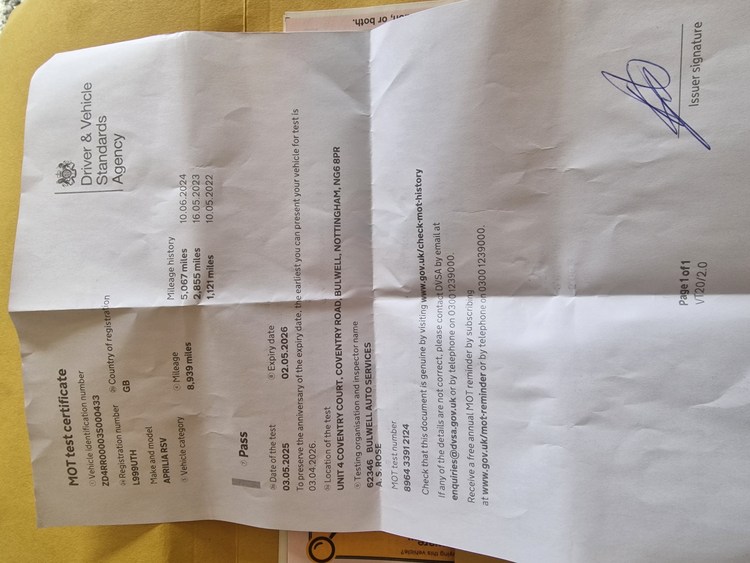 MOT test certificate
Driver & Vehicle
Standards
Agency
① Vehicle identification number
ZD4RR00003S000433
② Registration number
③ Country of registration
L999UTH
GB
Make and model
APRILIA RSV
Vehicle category
Mileage
8,939 miles
Mileage history
5,067 miles 10.06.2024
2,855 miles 16.05.2023
1,121 miles 10.05.2022
Pass
Date of the test
03.05.2025
Expiry date
02.05.2026
To preserve the anniversary of the expiry date, the earliest you can present your vehicle for test is
03.04.2026.
Location of the test
UNIT 4 COVENTRY COURT, COVENTRY ROAD, BULWELL, NOTTINGHAM, NG6 8PR
Testing organisation and inspector name
62346 BULWELL AUTO SERVICES
A. S. ROSE
MOT test number
8964 3391 2124
Check that this document is genuine by visiting www.gov.uk/check-mot-history
If any of the details are not correct, please contact DVSA by email at
enquiries@dvsa.gov.uk or by telephone on 03001239000.
Receive a free annual MOT reminder by subscribing
at www.gov.uk/mot-reminder or by telephone on 03001239000.
Issuer signature
Page 1 of 1
VT20/2.0
or both.
this vehicle?